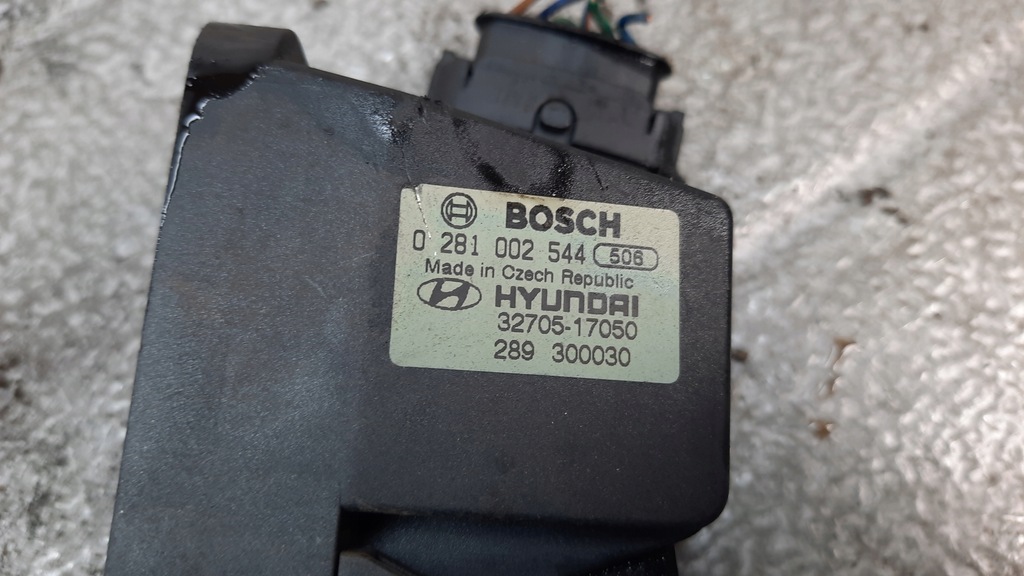 BOSCH
0 281 002 544 506
Made in Czech Republic
HYUNDAI
32705-17050
289 300030